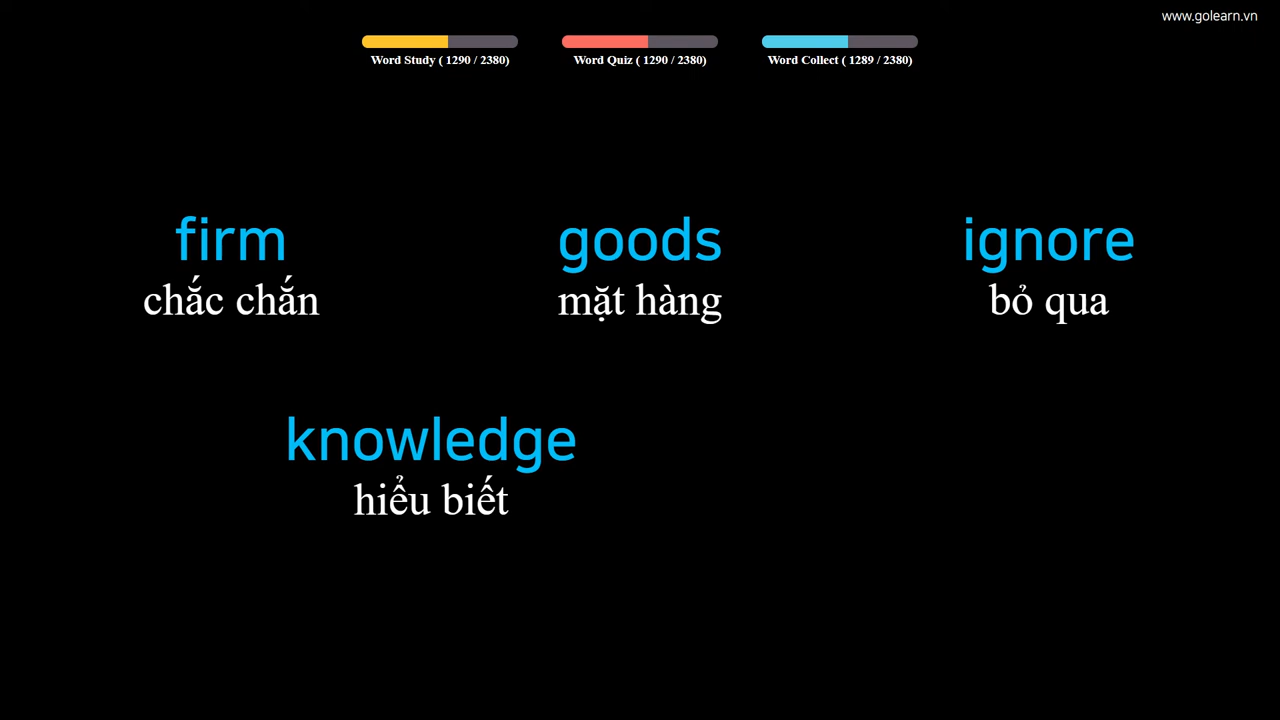 www.golearn.vn
Word Study ( 1290 / 2380)
Word Quiz ( 1290 / 2380)
Word Collect ( 1289 / 2380)
firm
chắc chắn
goods
mặt hàng
ignore
bỏ qua
knowledge
hiểu biết